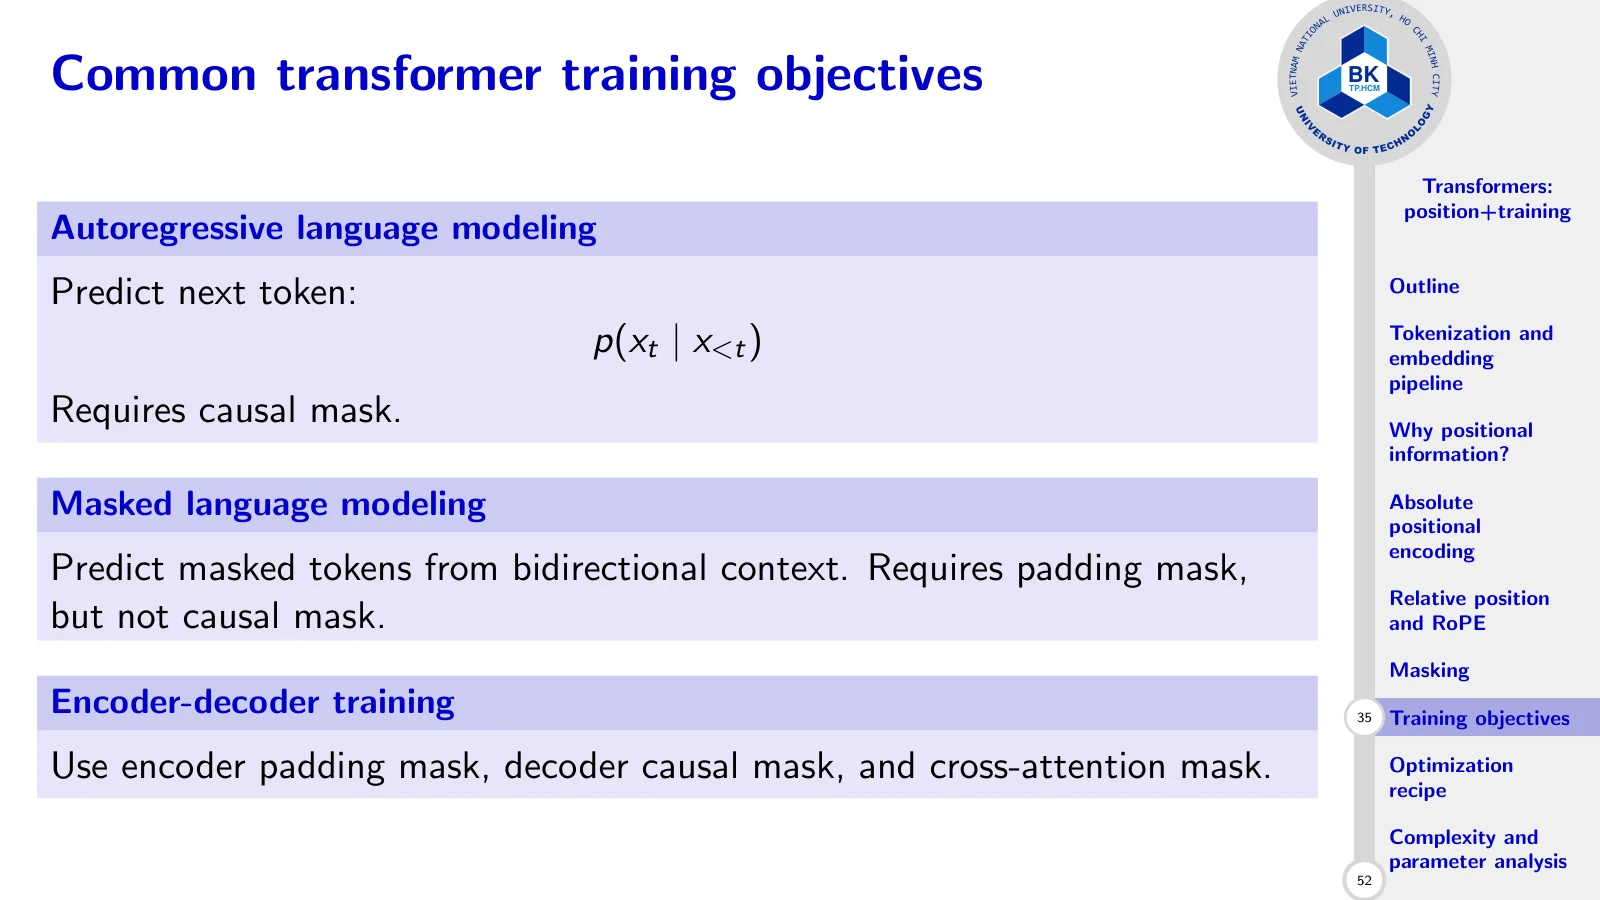 Common transformer training objectives
Autoregressive language modeling
Predict next token:
p(x_t | x_{<t})
Requires causal mask.
Masked language modeling
Predict masked tokens from bidirectional context. Requires padding mask,
but not causal mask.
Encoder-decoder training
Use encoder padding mask, decoder causal mask, and cross-attention mask.
VIETNAM NATIONAL UNIVERSITY, HO CHI MINH CITY
BK
TP.HCM
UNIVERSITY OF TECHNOLOGY
Transformers:
position+training
Outline
Tokenization and
embedding
pipeline
Why positional
information?
Absolute
positional
encoding
Relative position
and RoPE
Masking
35
Training objectives
Optimization
recipe
Complexity and
parameter analysis
52